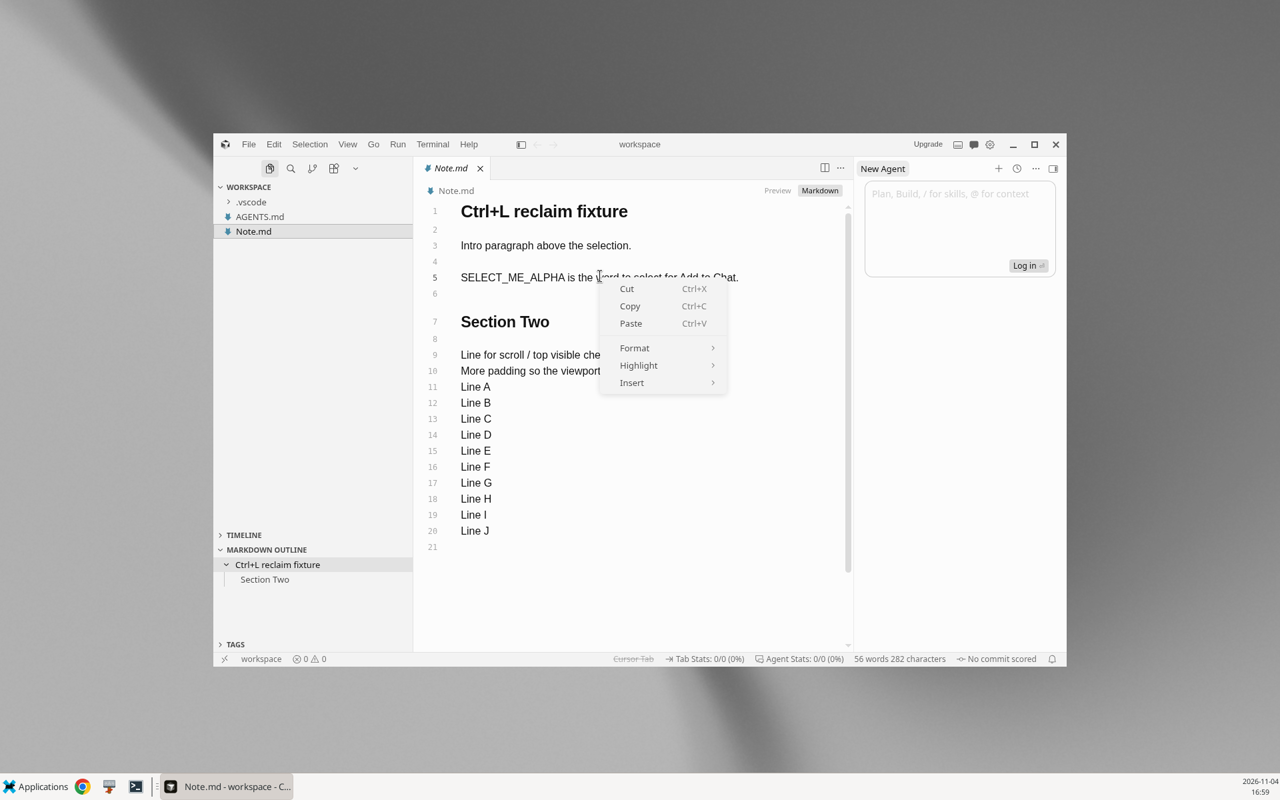 File Edit Selection View Go Run Terminal Help
workspace
Upgrade
Note.md
New Agent
WORKSPACE
.vscode
AGENTS.md
Note.md
Note.md
Preview Markdown
1 Ctrl+L reclaim fixture
2
3 Intro paragraph above the selection.
4
5 SELECT_ME_ALPHA is the word to select for Add to Chat.
6
7 Section Two
8
9 Line for scroll / top visible che
10 More padding so the viewport
11 Line A
12 Line B
13 Line C
14 Line D
15 Line E
16 Line F
17 Line G
18 Line H
19 Line I
20 Line J
21
Cut Ctrl+X
Copy Ctrl+C
Paste Ctrl+V
Format
Highlight
Insert
Plan, Build, / for skills, @ for context
Log in
TIMELINE
MARKDOWN OUTLINE
Ctrl+L reclaim fixture
Section Two
TAGS
workspace 0 0 Cursor Tab Tab Stats: 0/0 (0%) Agent Stats: 0/0 (0%) 56 words 282 characters No commit scored
Applications
Note.md - workspace - C...
2026-11-04
16:59